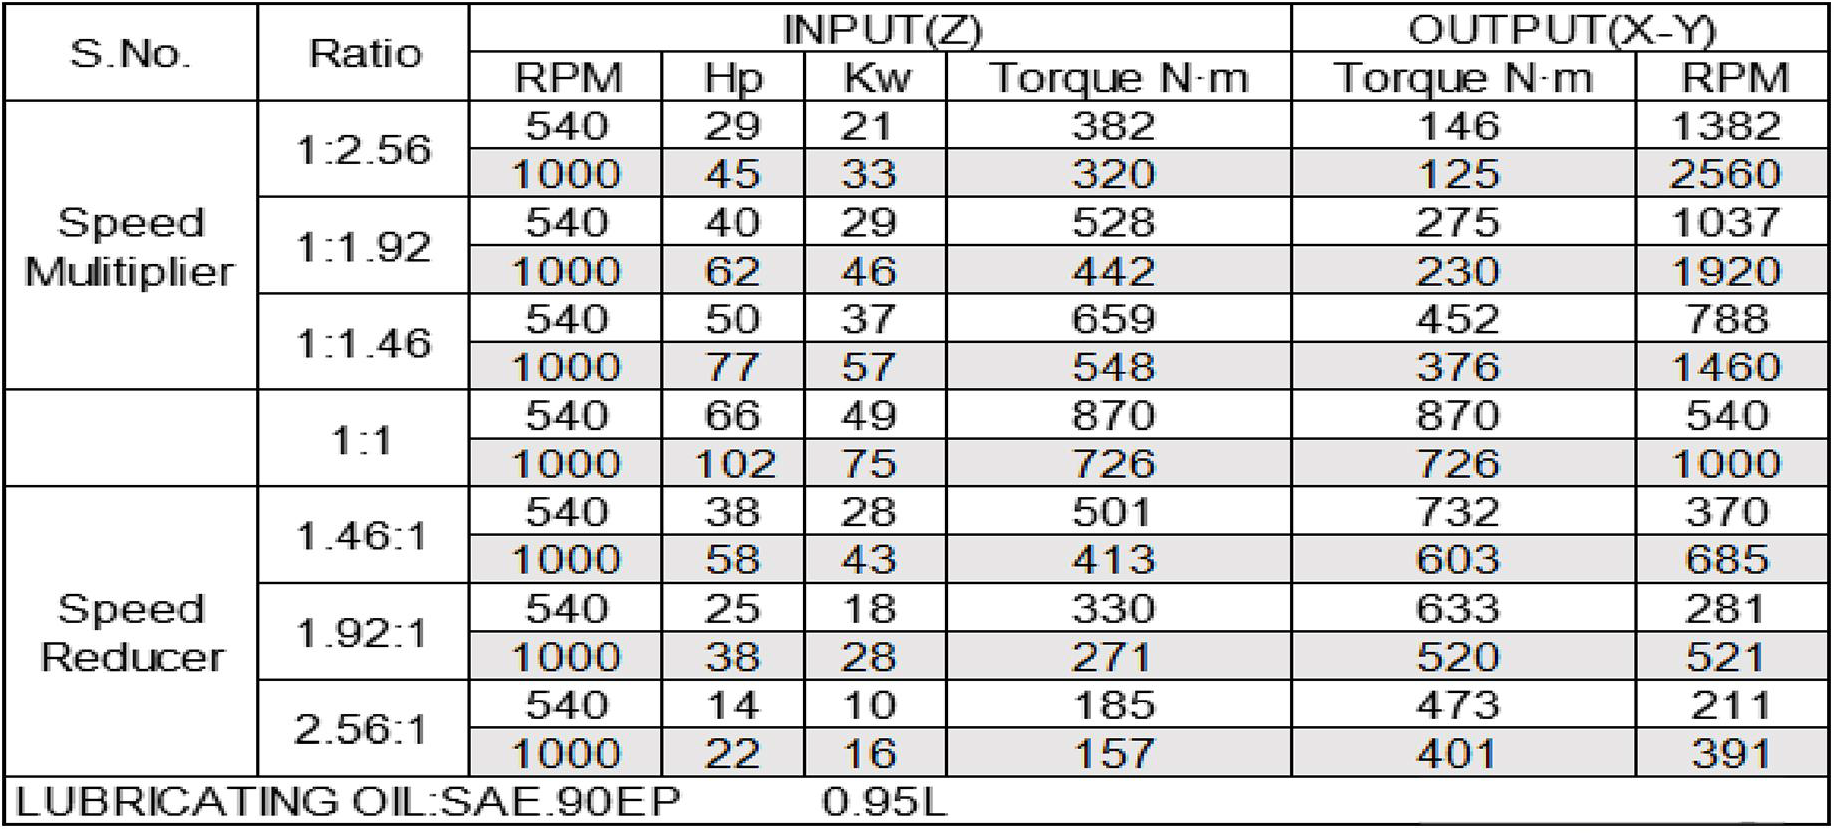 S.No. Ratio INPUT(Z) OUTPUT(X-Y)
RPM Hp Kw Torque N·m Torque N·m RPM
Speed Mulitiplier
1:2.56 540 29 21 382 146 1382
1000 45 33 320 125 2560
1:1.92 540 40 29 528 275 1037
1000 62 46 442 230 1920
1:1.46 540 50 37 659 452 788
1000 77 57 548 376 1460
1:1 540 66 49 870 870 540
1000 102 75 726 726 1000
Speed Reducer
1.46:1 540 38 28 501 732 370
1000 58 43 413 603 685
1.92:1 540 25 18 330 633 281
1000 38 28 271 520 521
2.56:1 540 14 10 185 473 211
1000 22 16 157 401 391
LUBRICATING OIL:SAE.90EP 0.95L